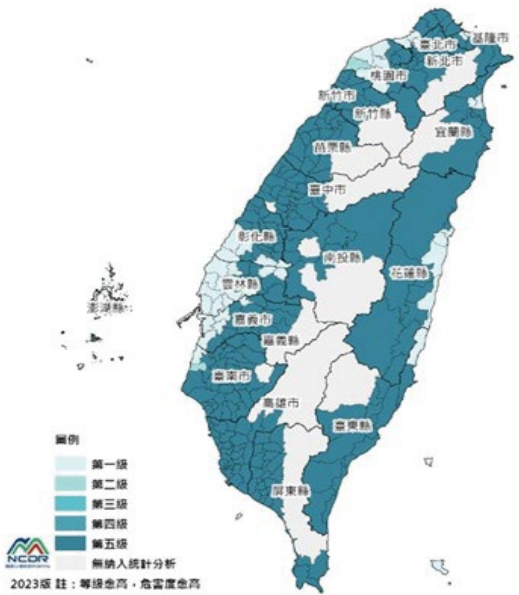 基隆市
臺北市
新北市
桃園市
新竹市
新竹縣
宜蘭縣
苗栗縣
臺中市
彰化縣
南投縣
花蓮縣
雲林縣
澎湖縣
嘉義市
嘉義縣
臺南市
高雄市
臺東縣
屏東縣
圖例
第一級
第二級
第三級
第四級
第五級
無納入統計分析
NCDR
2023版 註：等級愈高，危害度愈高